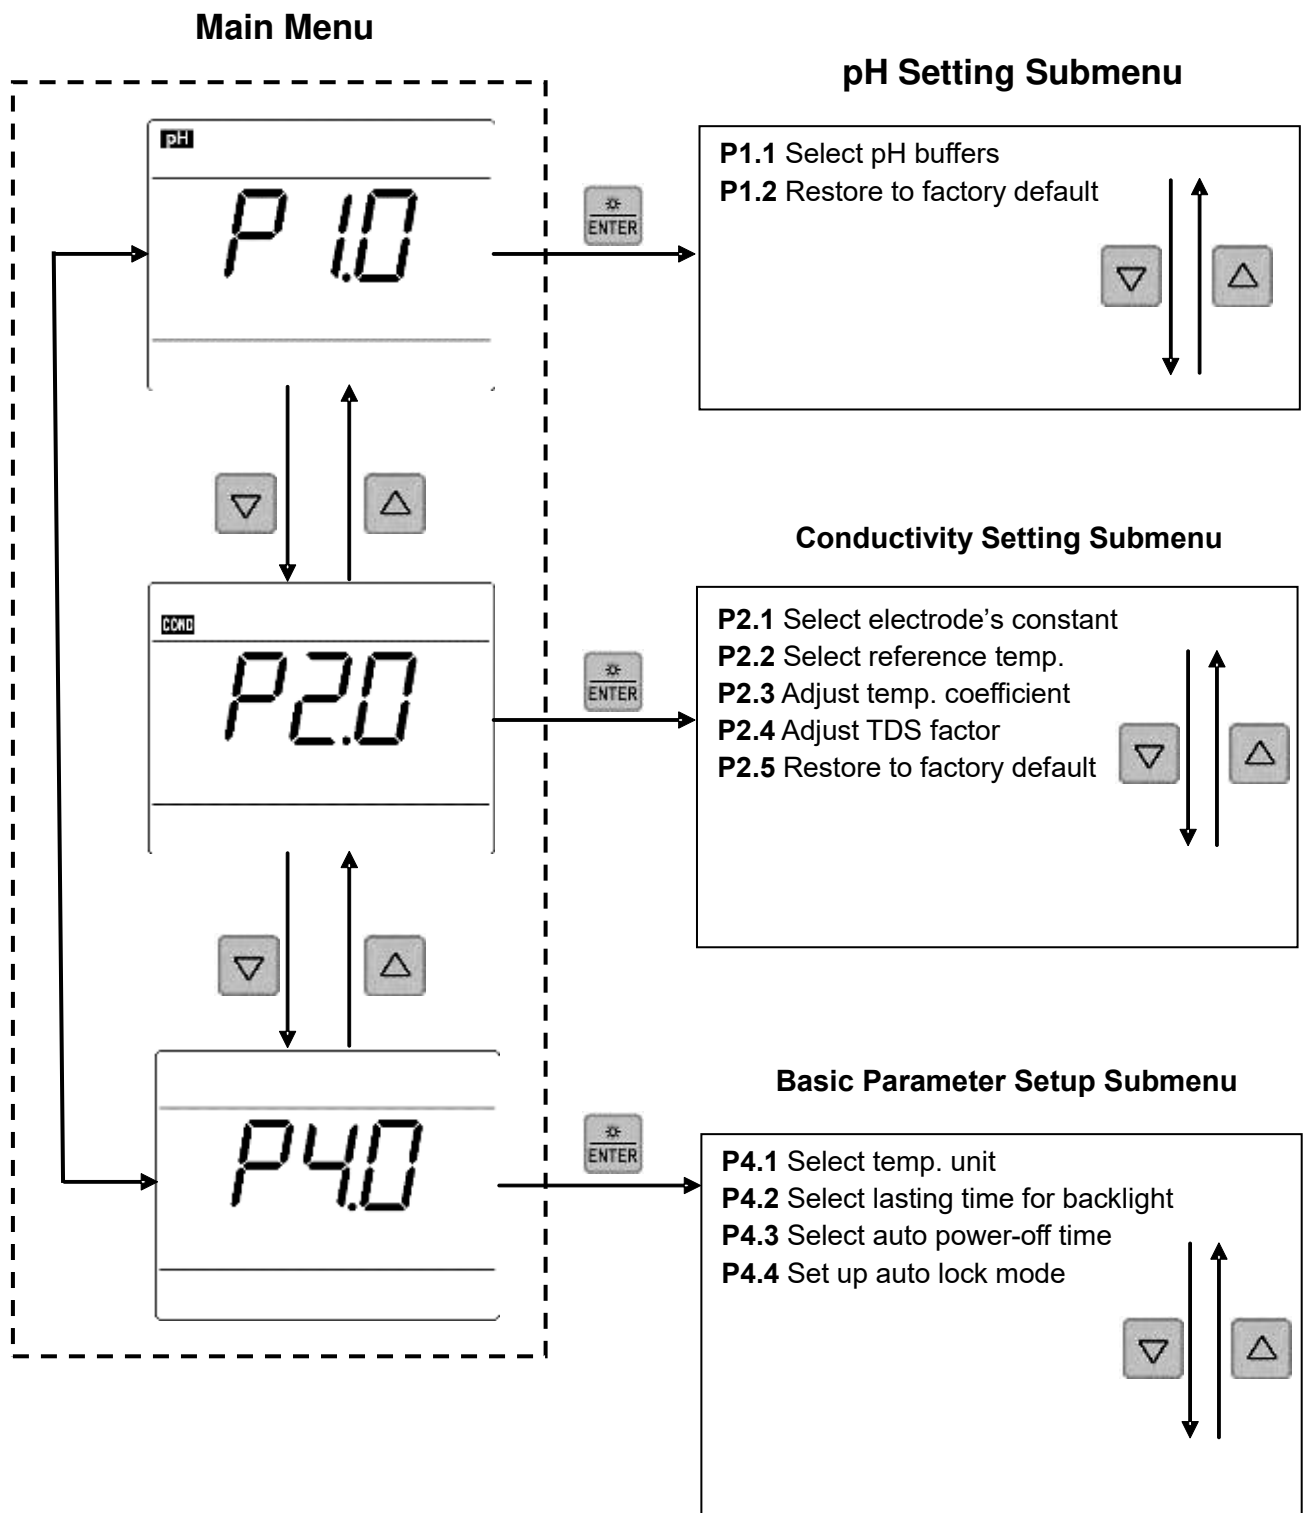 Main Menu
pH Setting Submenu
pH
P1.0
ENTER
P1.1 Select pH buffers
P1.2 Restore to factory default
Conductivity Setting Submenu
COND
P2.0
ENTER
P2.1 Select electrode’s constant
P2.2 Select reference temp.
P2.3 Adjust temp. coefficient
P2.4 Adjust TDS factor
P2.5 Restore to factory default
Basic Parameter Setup Submenu
P4.0
ENTER
P4.1 Select temp. unit
P4.2 Select lasting time for backlight
P4.3 Select auto power-off time
P4.4 Set up auto lock mode